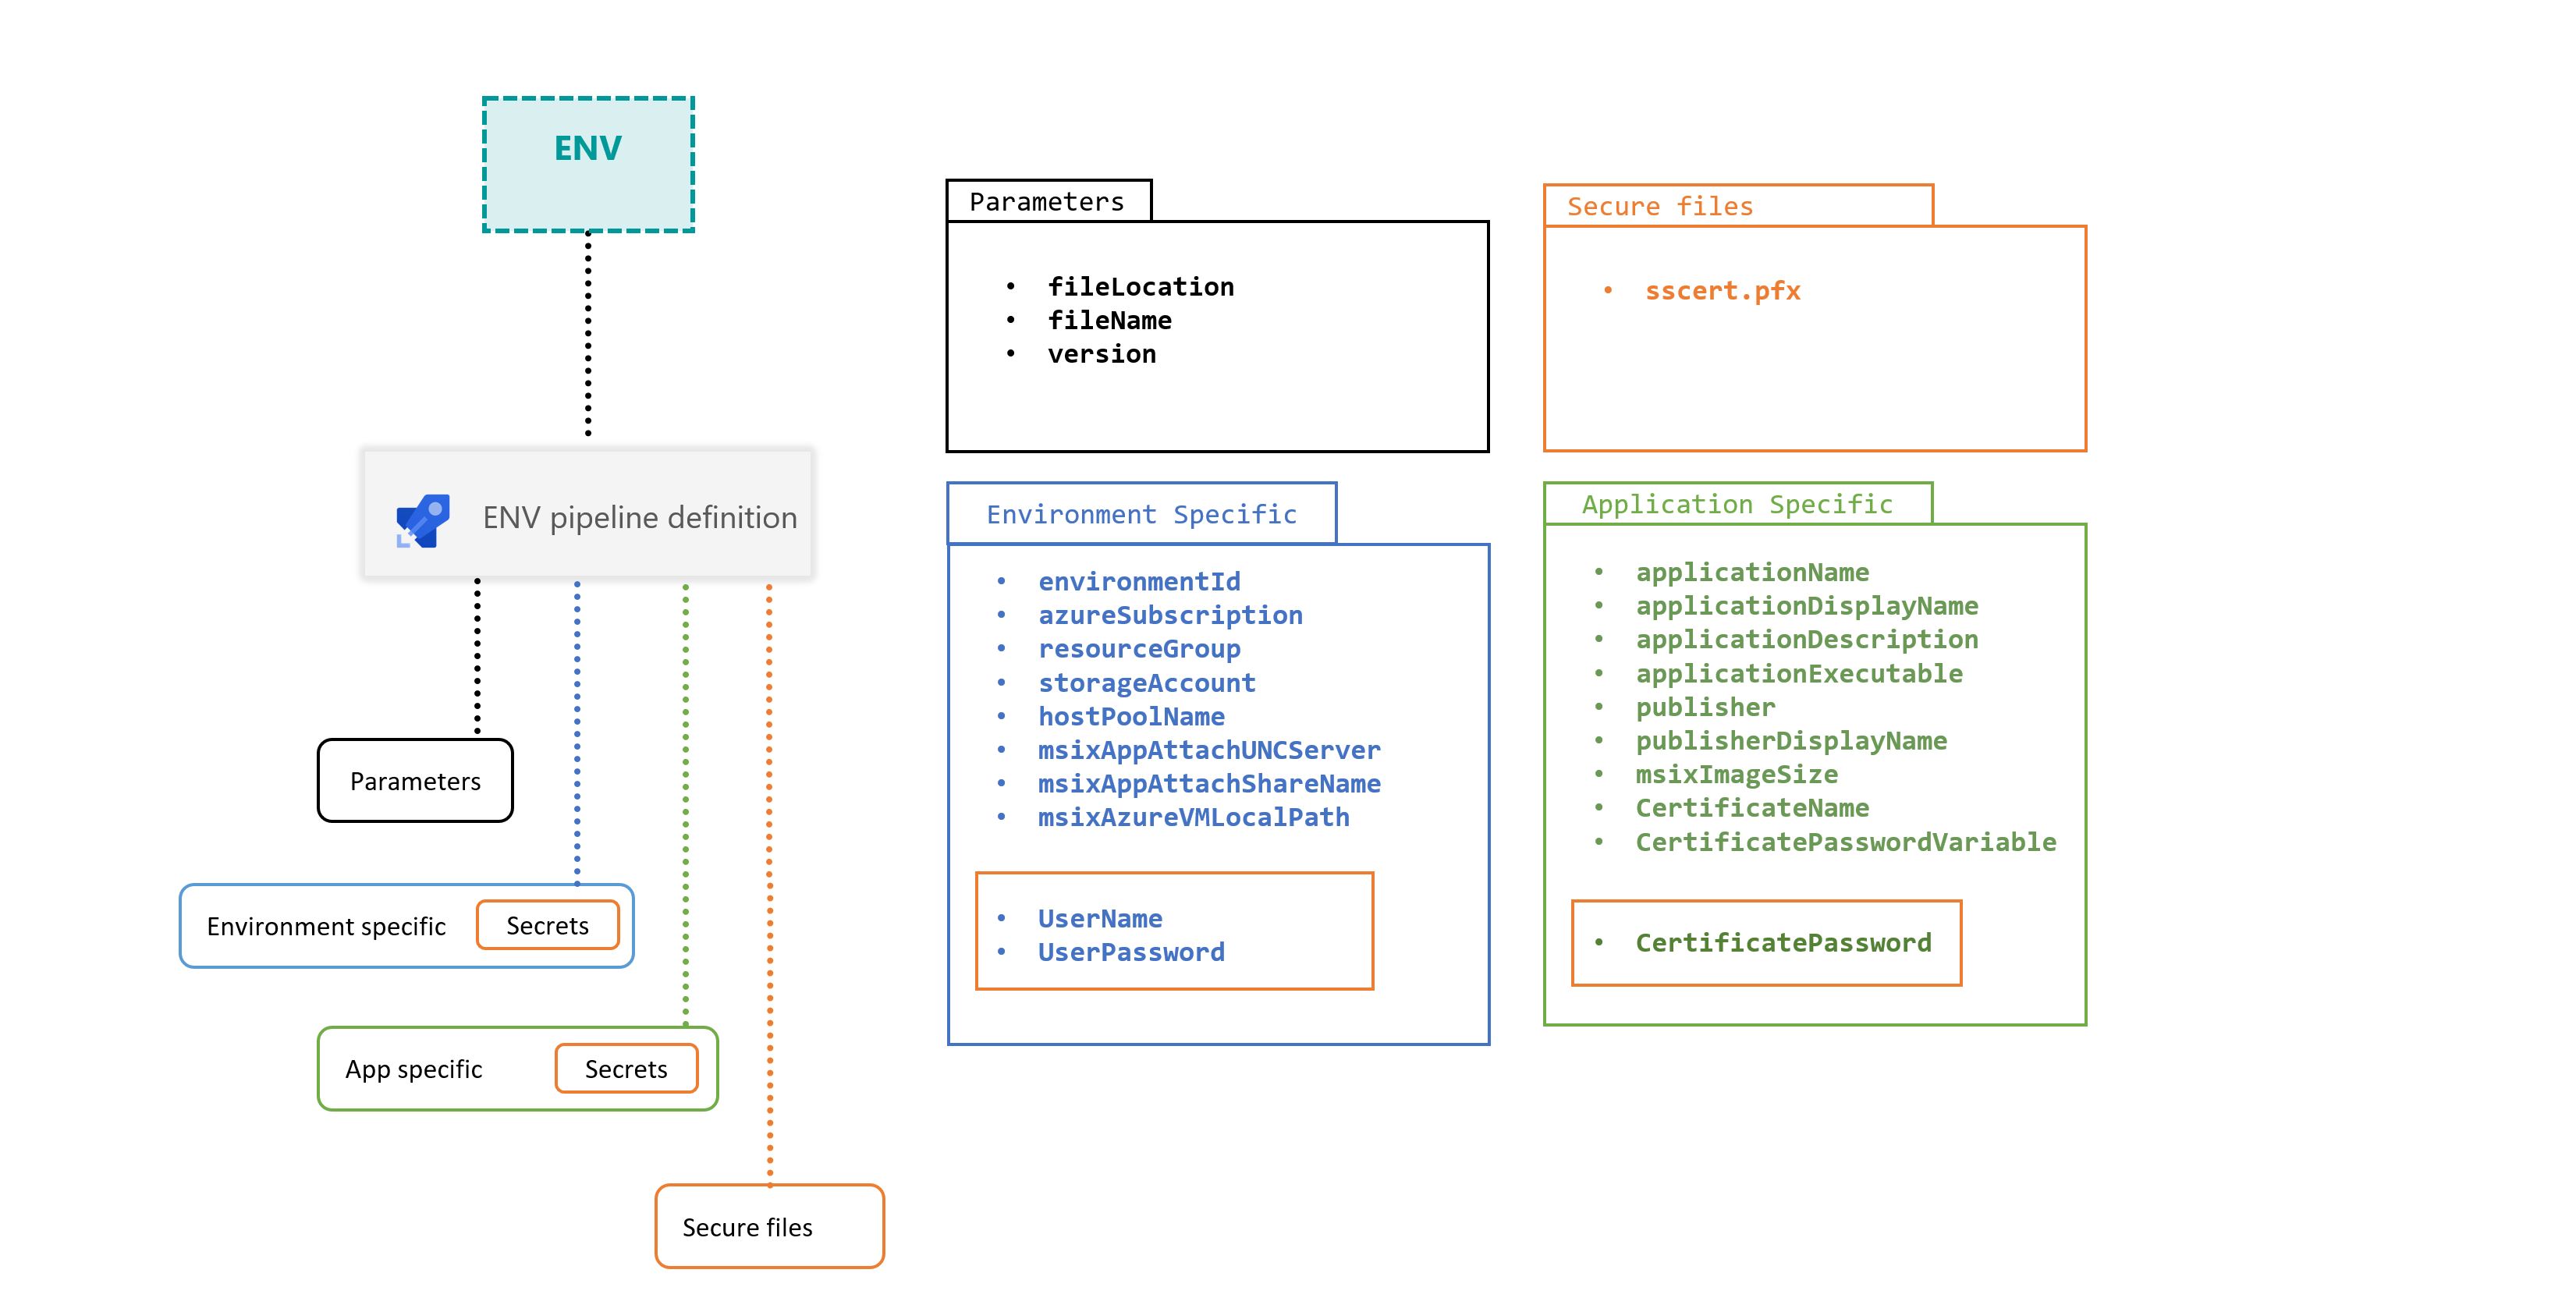 ENV
ENV pipeline definition
Parameters
Environment specific
Secrets
App specific
Secrets
Secure files
Parameters
• fileLocation
• fileName
• version
Secure files
• sscert.pfx
Environment Specific
• environmentId
• azureSubscription
• resourceGroup
• storageAccount
• hostPoolName
• msixAppAttachUNCServer
• msixAppAttachShareName
• msixAzureVMLocalPath
• UserName
• UserPassword
Application Specific
• applicationName
• applicationDisplayName
• applicationDescription
• applicationExecutable
• publisher
• publisherDisplayName
• msixImageSize
• CertificateName
• CertificatePasswordVariable
• CertificatePassword